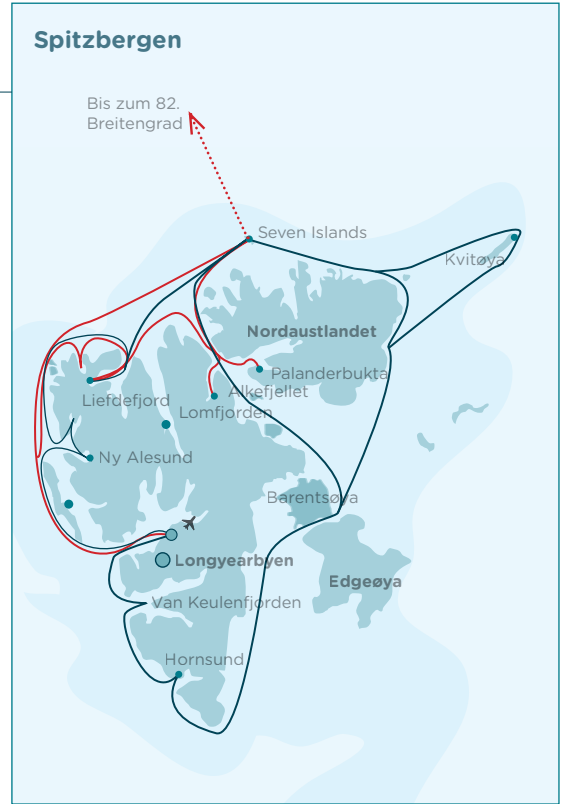 Spitzbergen
Bis zum 82.
Breitengrad
Seven Islands
Kvitøya
Nordaustlandet
Palanderbukta
Alkefjellet
Liefdefjord
Lomfjorden
Ny Alesund
Barentsøya
Longyearbyen
Edgeøya
Van Keulenfjorden
Hornsund